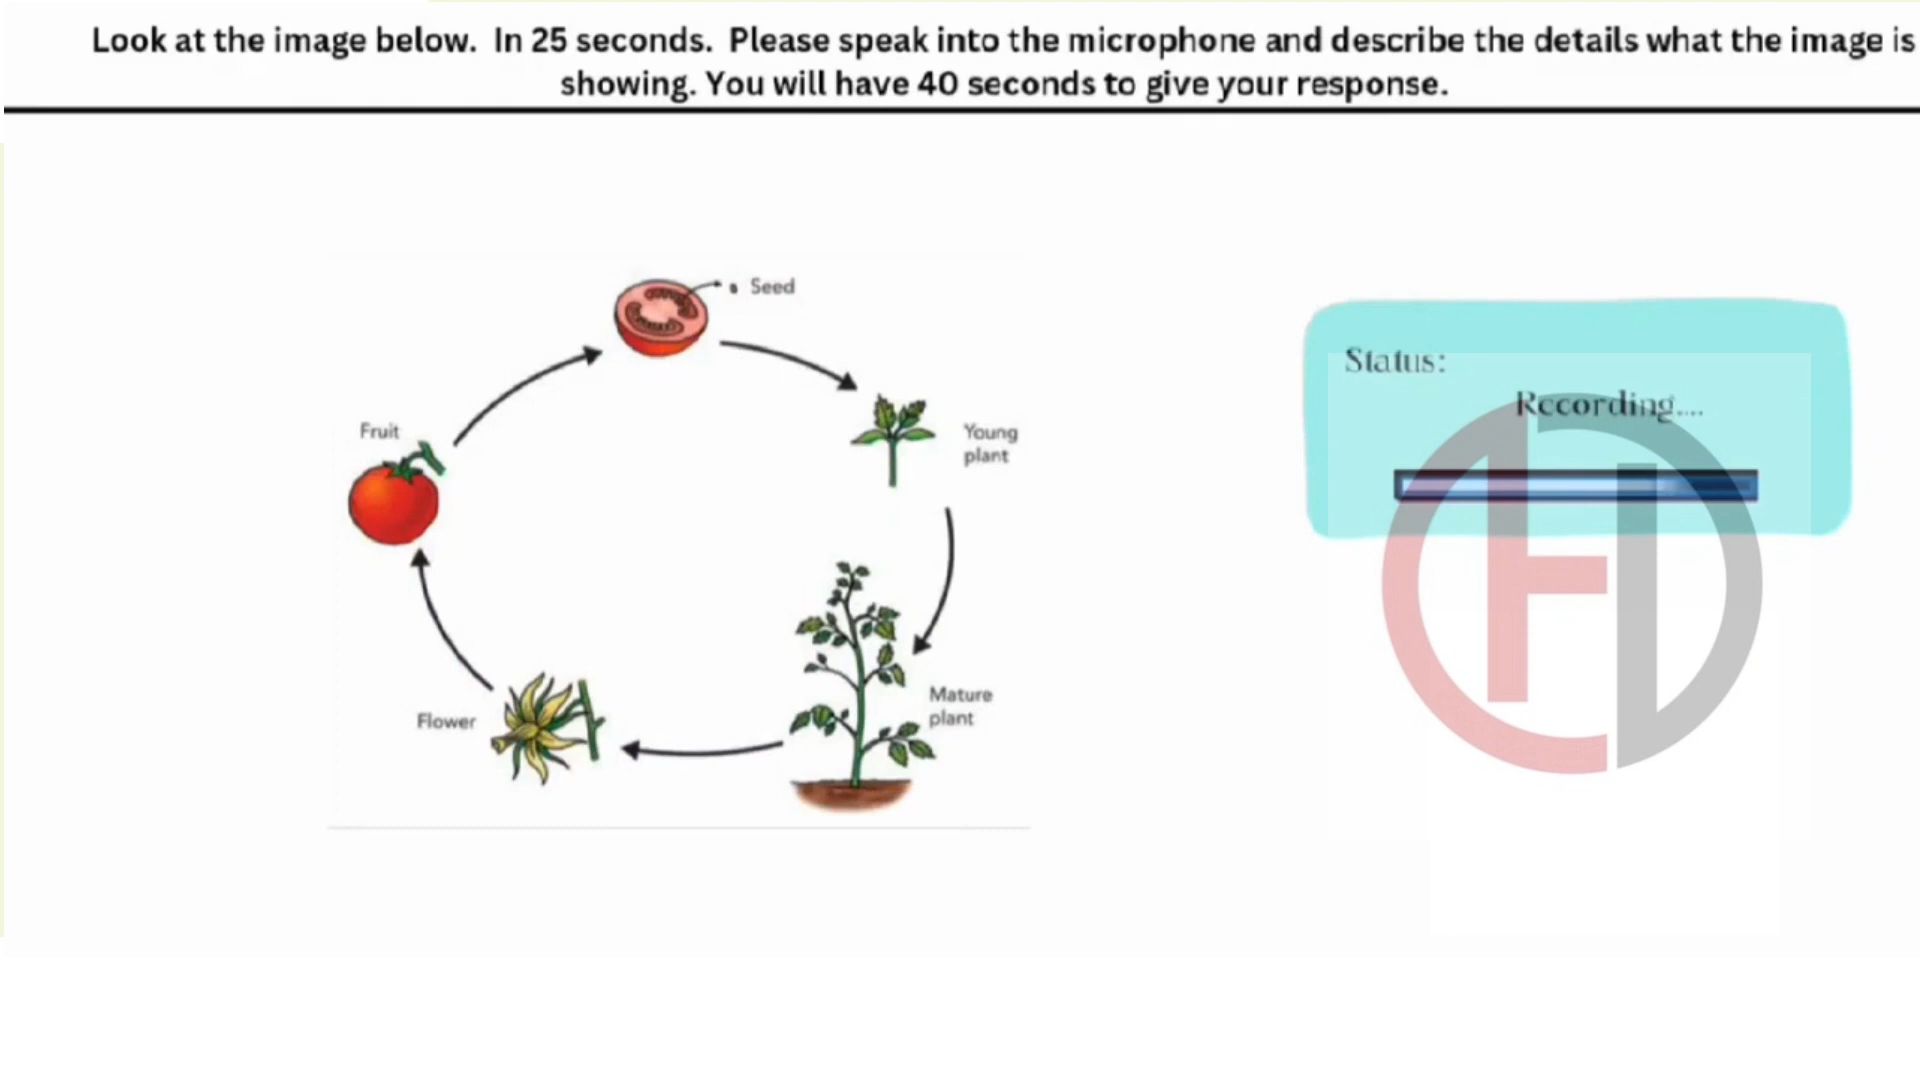 Look at the image below. In 25 seconds. Please speak into the microphone and describe the details what the image is
showing. You will have 40 seconds to give your response.
Seed
Fruit
Young
plant
Mature
plant
Flower
Status:
Recording....